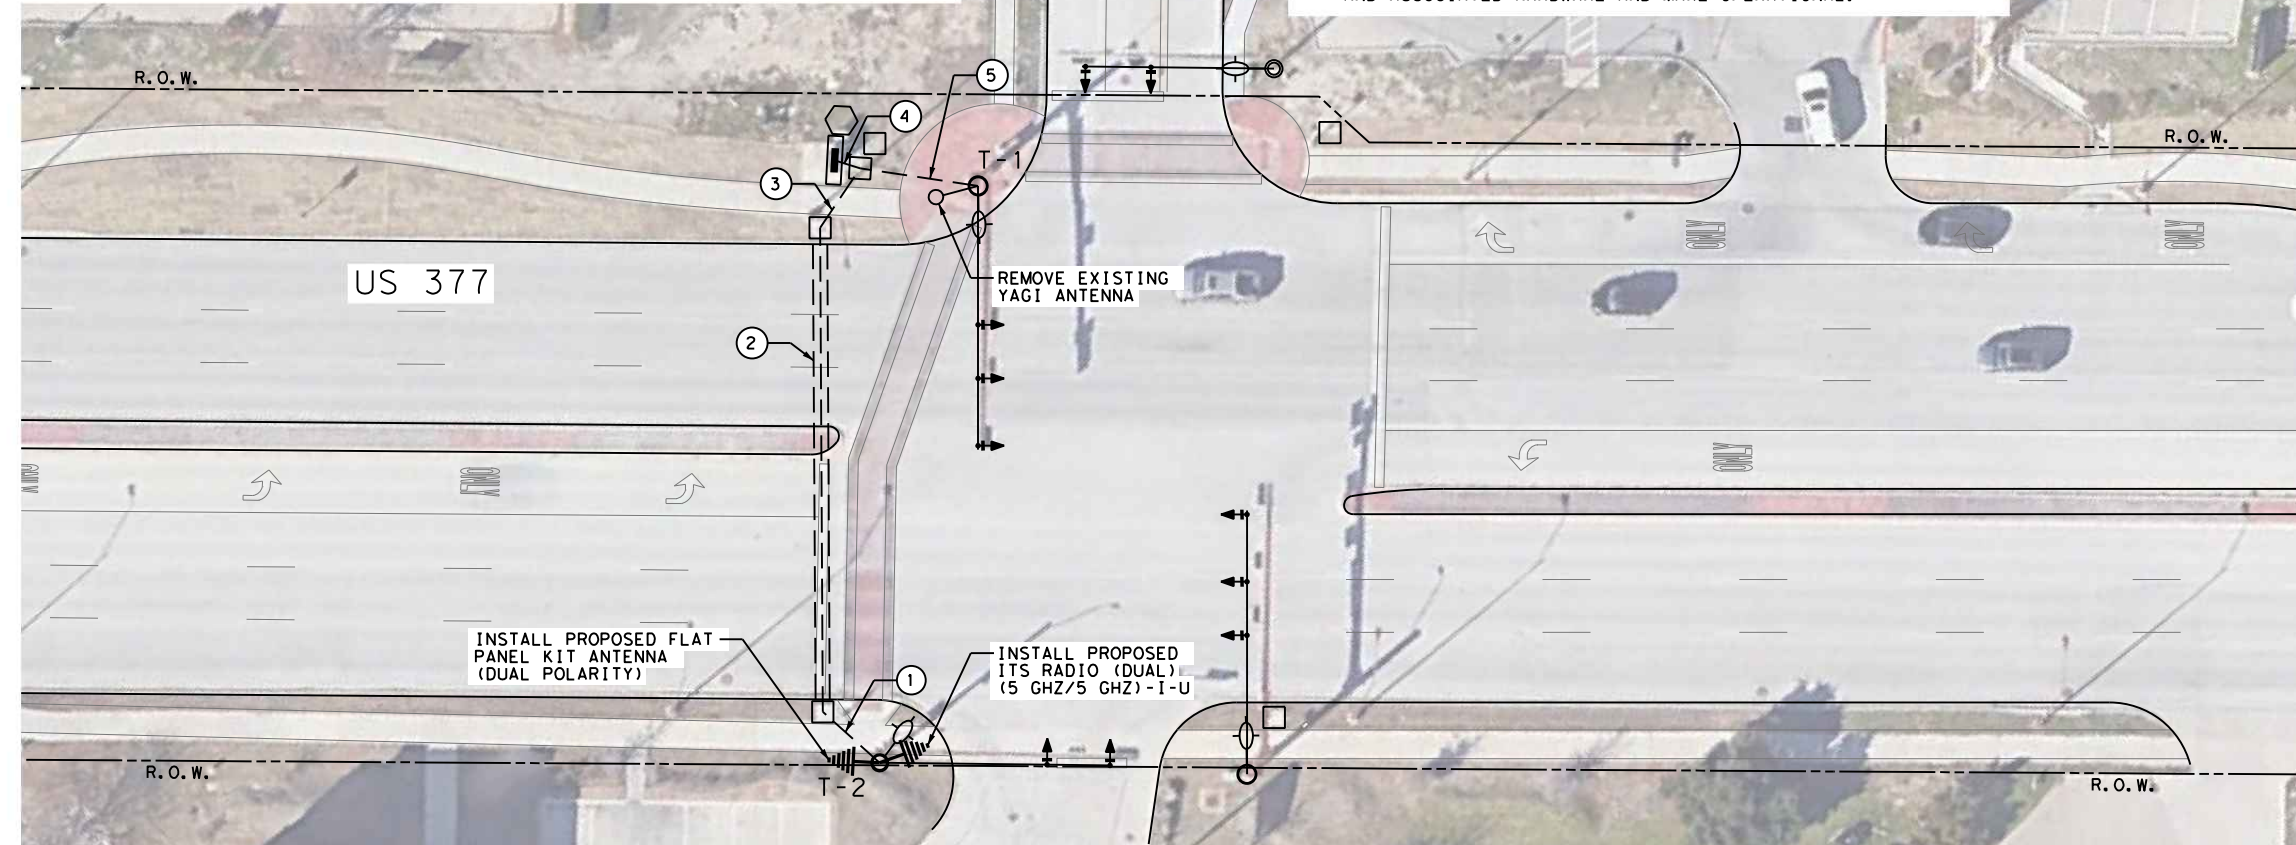 R.O.W.
5
4
T-1
R.O.W.
3
ONLY
ONLY
US 377
REMOVE EXISTING
YAGI ANTENNA
2
ONLY
ONLY
INSTALL PROPOSED FLAT
PANEL KIT ANTENNA
(DUAL POLARITY)
INSTALL PROPOSED
ITS RADIO (DUAL)
(5 GHZ/5 GHZ)-I-U
1
R.O.W.
T-2
R.O.W.